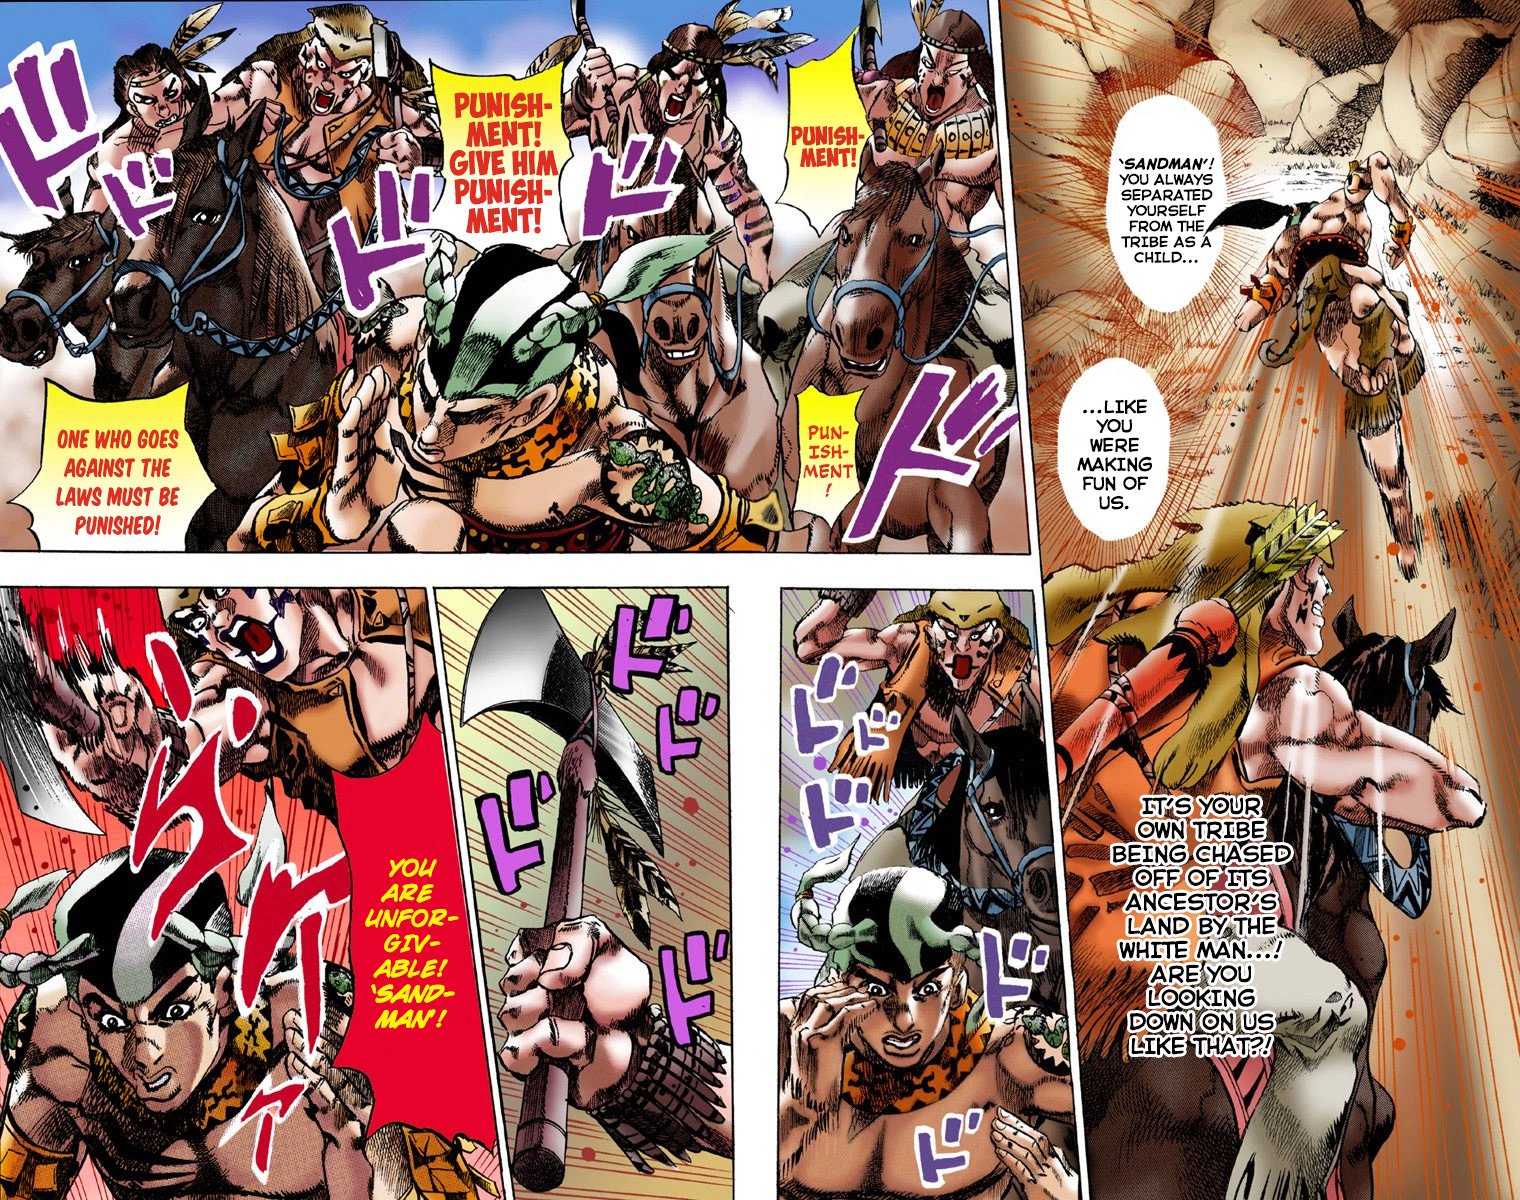 'SANDMAN'!
YOU ALWAYS
SEPARATED
YOURSELF
FROM THE
TRIBE AS A
CHILD...
...LIKE
YOU
WERE
MAKING
FUN OF
US.
IT'S YOUR
OWN TRIBE
BEING CHASED
OFF OF ITS
ANCESTOR'S
LAND BY THE
WHITE MAN...!
ARE YOU
LOOKING
DOWN ON US
LIKE THAT?!
PUNISH-
MENT!
PUNISH-
MENT!
GIVE HIM
PUNISH-
MENT!
PUN-
ISH-
MENT
!
ONE WHO GOES
AGAINST THE
LAWS MUST BE
PUNISHED!
ド
ド
ド
ド
ド
ド
ド
ド
ド
ド
ド
ド
ド
ド
YOU
ARE
UNFOR-
GIV-
ABLE!
'SAND-
MAN'!